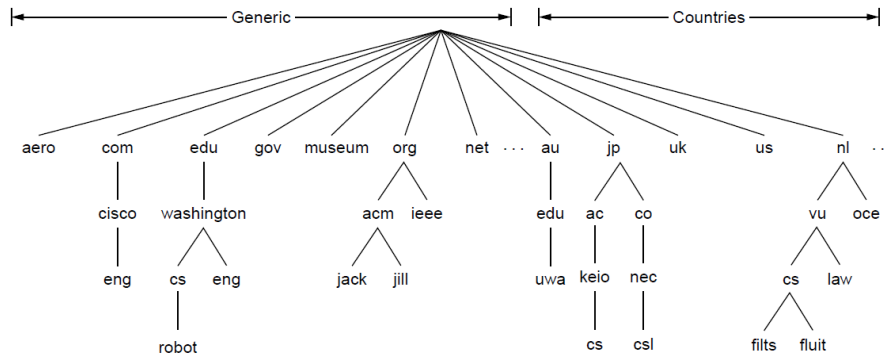 Generic Countries
aero com edu gov museum org net ··· au jp uk us nl ··
cisco washington acm ieee edu ac co vu oce
eng cs eng jack jill uwa keio nec cs law
robot cs csl filts fluit